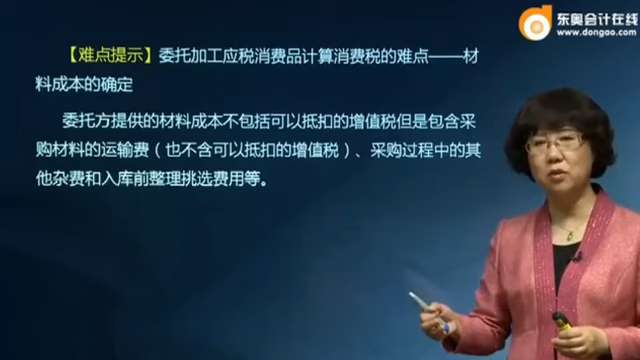 东奥会计在线
www.dongao.com
【难点提示】委托加工应税消费品计算消费税的难点——材
料成本的确定
委托方提供的材料成本不包括可以抵扣的增值税但是包含采
购材料的运输费（也不含可以抵扣的增值税）、采购过程中的其
他杂费和入库前整理挑选费用等。